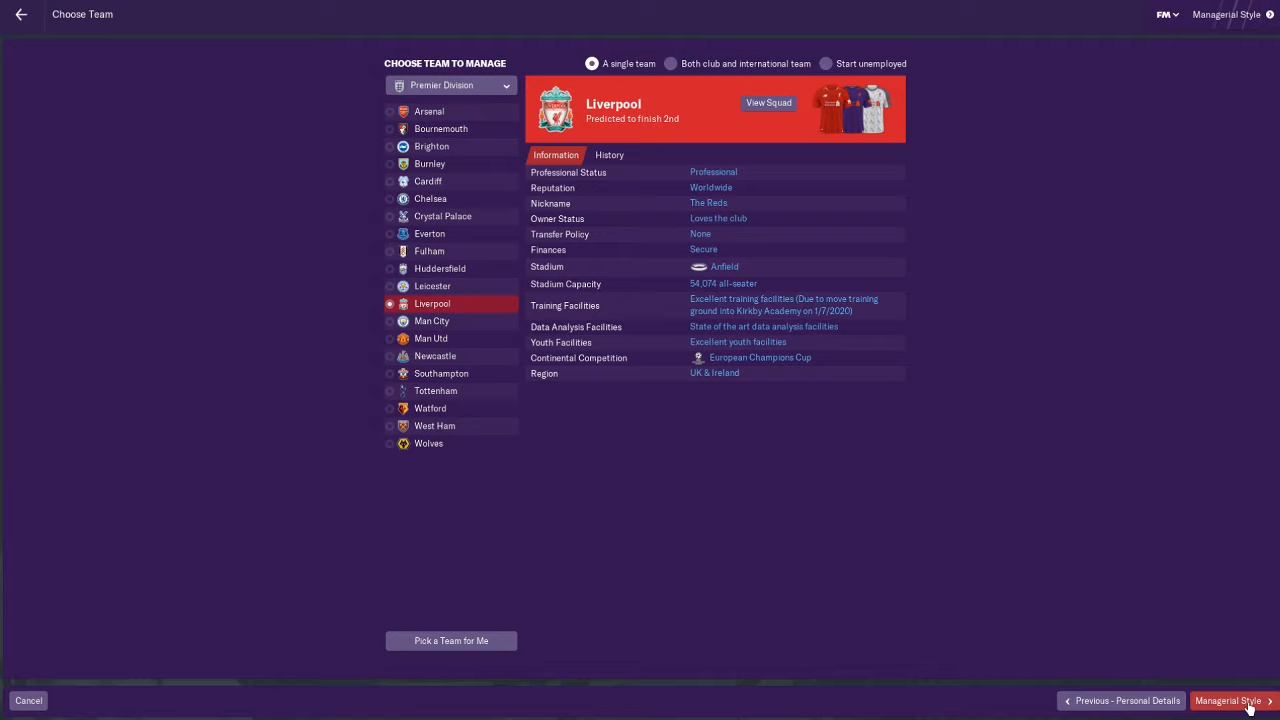 Choose Team
FM
Managerial Style
CHOOSE TEAM TO MANAGE
A single team
Both club and international team
Start unemployed
Premier Division
Arsenal
Bournemouth
Brighton
Burnley
Cardiff
Chelsea
Crystal Palace
Everton
Fulham
Huddersfield
Leicester
Liverpool
Man City
Man Utd
Newcastle
Southampton
Tottenham
Watford
West Ham
Wolves
Pick a Team for Me
Liverpool
Predicted to finish 2nd
View Squad
Information
History
Professional Status Professional
Reputation Worldwide
Nickname The Reds
Owner Status Loves the club
Transfer Policy None
Finances Secure
Stadium Anfield
Stadium Capacity 54,074 all-seater
Training Facilities Excellent training facilities (Due to move training
ground into Kirkby Academy on 1/7/2020)
Data Analysis Facilities State of the art data analysis facilities
Youth Facilities Excellent youth facilities
Continental Competition European Champions Cup
Region UK & Ireland
Cancel
Previous - Personal Details
Managerial Style